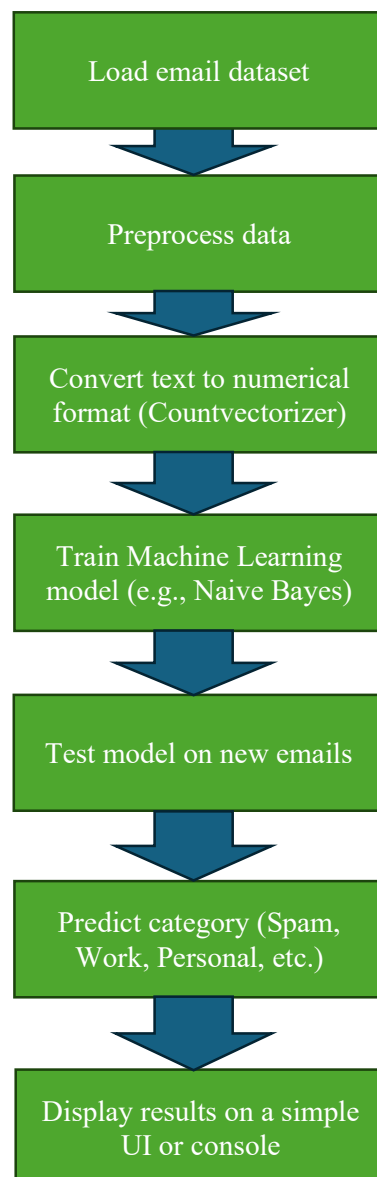 Load email dataset
Preprocess data
Convert text to numerical
format (Countvectorizer)
Train Machine Learning
model (e.g., Naive Bayes)
Test model on new emails
Predict category (Spam,
Work, Personal, etc.)
Display results on a simple
UI or console